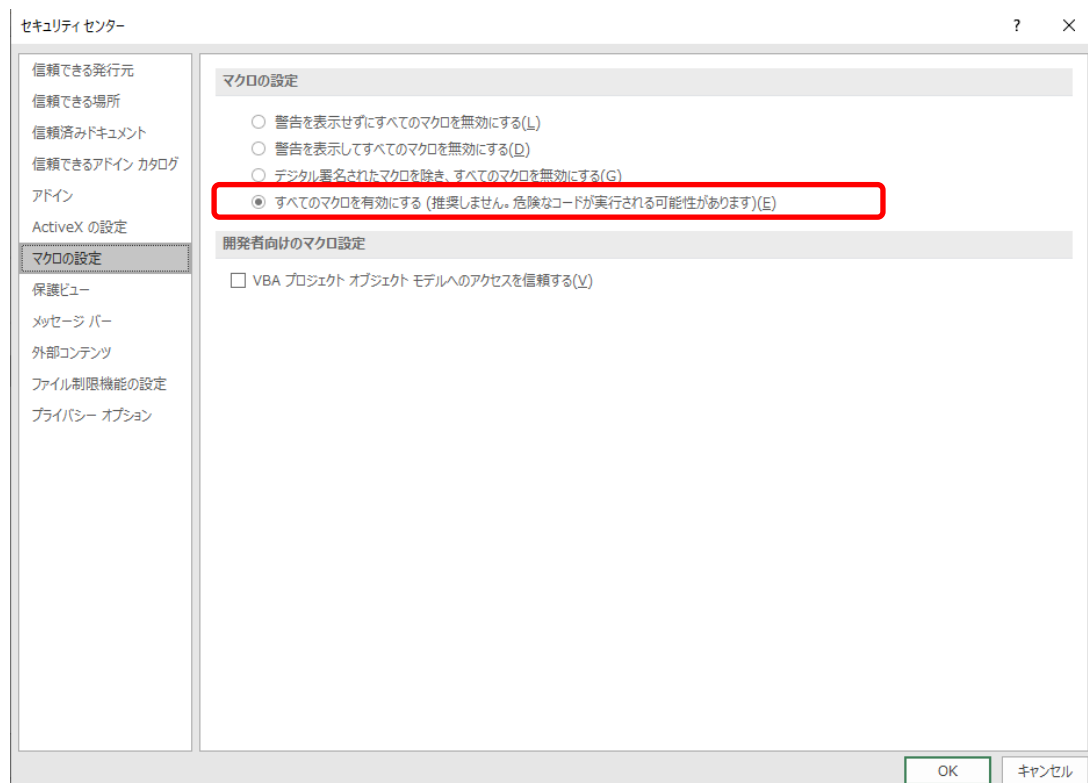 セキュリティ センター
?
×
信頼できる発行元
信頼できる場所
信頼済みドキュメント
信頼できるアドイン カタログ
アドイン
ActiveX の設定
マクロの設定
保護ビュー
メッセージ バー
外部コンテンツ
ファイル制限機能の設定
プライバシー オプション
マクロの設定
警告を表示せずにすべてのマクロを無効にする(L)
警告を表示してすべてのマクロを無効にする(D)
デジタル署名されたマクロを除き、すべてのマクロを無効にする(G)
すべてのマクロを有効にする (推奨しません。危険なコードが実行される可能性があります)(E)
開発者向けのマクロ設定
VBA プロジェクト オブジェクト モデルへのアクセスを信頼する(V)
OK
キャンセル